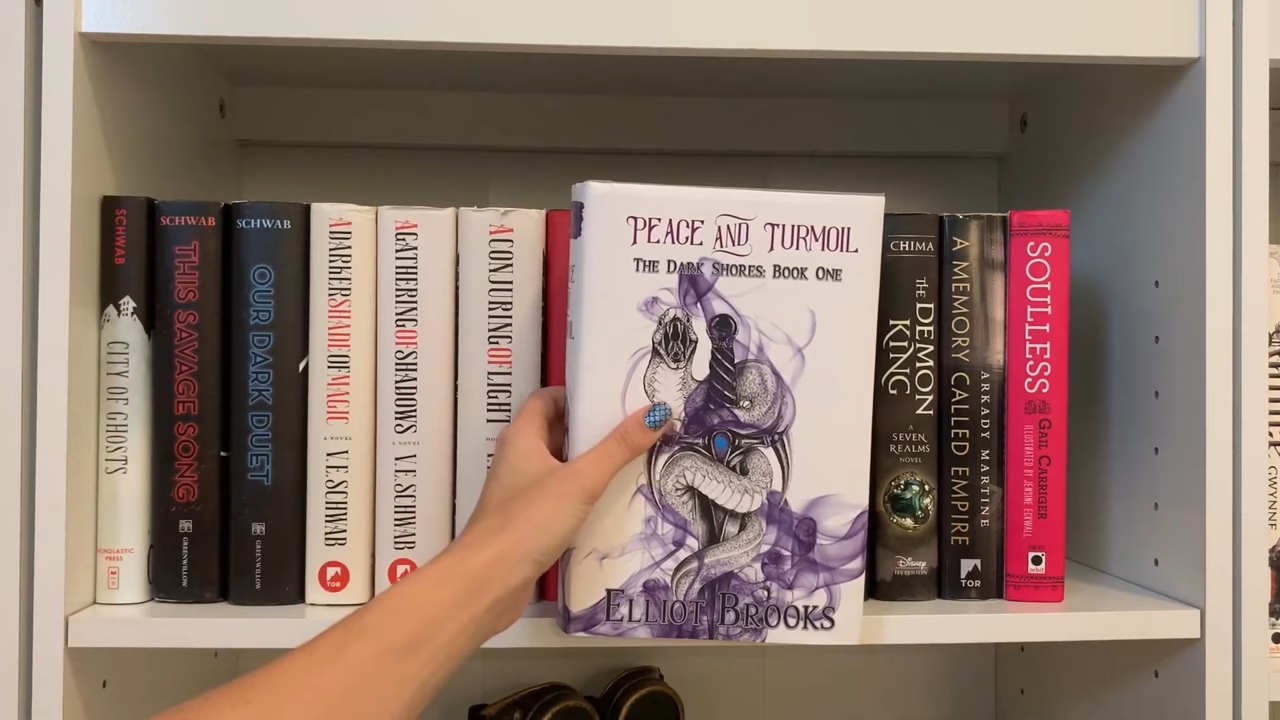 SCHWAB
CITY OF GHOSTS
SCHOLASTIC
PRESS
SCHWAB
THIS SAVAGE SONG
GREENWILLOW
SCHWAB
OUR DARK DUET
GREENWILLOW
A DARKER SHADE OF MAGIC
A NOVEL
V. E. SCHWAB
TOR
A GATHERING OF SHADOWS
A NOVEL
V. E. SCHWAB
A CONJURING OF LIGHT
PEACE AND TURMOIL
THE DARK SHORES: BOOK ONE
ELLIOT BROOKS
CHIMA
THE DEMON KING
A
SEVEN
REALMS
NOVEL
Disney
HYPERION
A MEMORY CALLED EMPIRE
ARKADY MARTINE
TOR
SOULLESS
GAIL CARRIGER
ILLUSTRATED BY JENSINE ECKWALL
orbit
GWYNNE